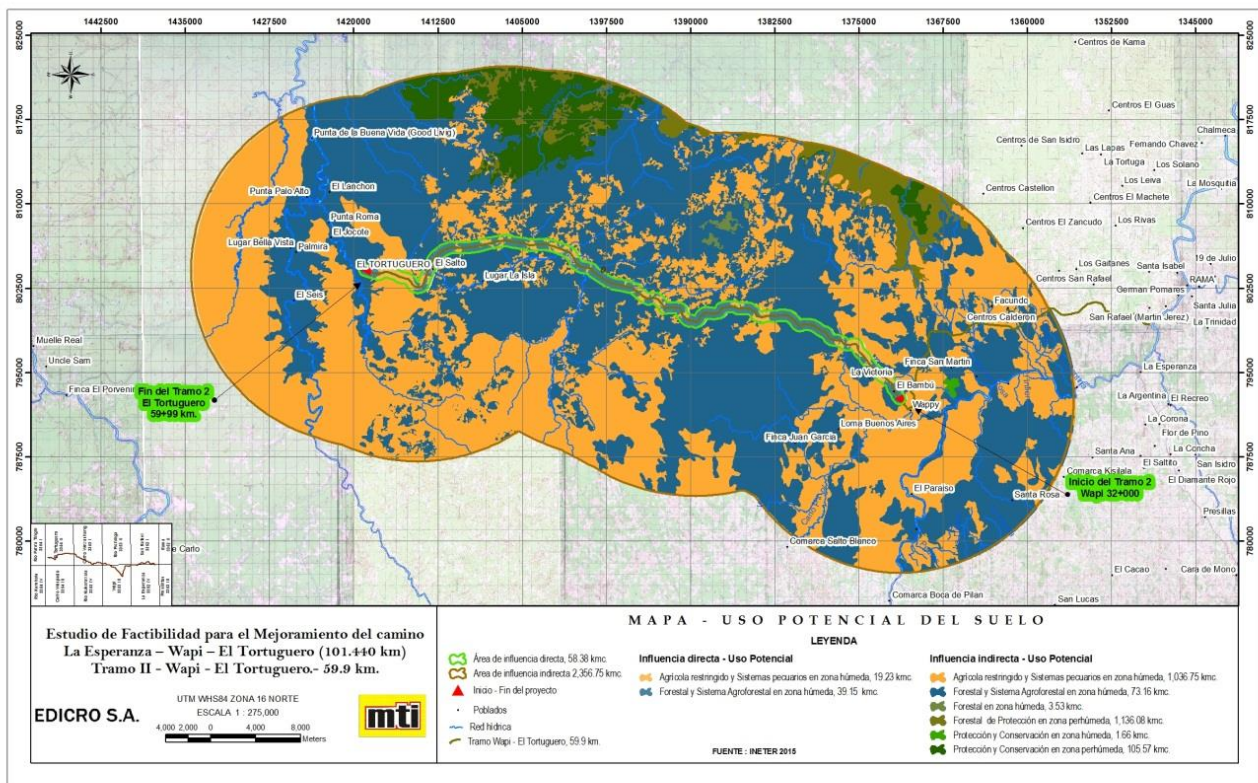 1442500 1435000 1427500 1420000 1412500 1405000 1397500 1390000 1382500 1375000 1367500 1360000 1352500 1345000
825000
817500
810000
802500
795000
787500
780000
825000
817500
810000
802500
795000
787500
780000
Centros de Kama
Centros El Guas
Chalmeca
Centros de San Isidro
Fernando Chavez
Las Lapas
La Tortuga
Los Solano
Los Leiva
La Mosquitia
Centros Castellon
Centros El Machete
Centros El Zancudo
Los Rivas
Los Gaitanes
Santa Isabel
19 de Julio
Centros San Rafael
RAMA
German Pomares
Santa Julia
San Rafael (Martin Jerez)
La Trinidad
Facundo
Centros Calderón
Punta de la Buena Vida (Good Livig)
Punta Palo Alto
El Lanchon
Punta Roma
El Jocote
Lugar Bella Vista
Palmira
EL TORTUGUERO
El Salto
Lugar La Isla
El Seis
Muelle Real
Uncle Sam
Finca El Porvenir
Fin del Tramo 2
El Tortuguero
59+99 km.
Finca San Martin
La Victoria
El Bambú
Wappy
Loma Buenos Aires
Finca Juan Garcia
El Paraiso
Santa Rosa
Comarca Salto Blanco
Comarca Boca de Pilan
La Esperanza
La Argentina
El Recreo
La Corona
Flor de Pino
Santa Ana
La Concha
El Saltito
San Isidro
Comarca Kisilala
El Diamante Rojo
Inicio del Tramo 2
Wapi 32+000
Presillas
El Cacao
Cara de Mono
San Lucas
e Carlo
Estudio de Factibilidad para el Mejoramiento del camino
La Esperanza – Wapi – El Tortuguero (101.440 km)
Tramo II - Wapi - El Tortuguero.- 59.9 km.
UTM WHS84 ZONA 16 NORTE
ESCALA 1 : 275,000
EDICRO S.A.
4,000 2,000 0 4,000 8,000
Meters
mti
MAPA - USO POTENCIAL DEL SUELO
LEYENDA
Área de influencia directa, 58.38 kmc.
Area de influencia indirecta 2,356.75 kmc.
Inicio - Fin del proyecto
Poblados
Red hídrica
Tramo Wapi - El Tortuguero, 59.9 km.
Influencia directa - Uso Potencial
Agrícola restringido y Sistemas pecuarios en zona húmeda, 19.23 kmc.
Forestal y Sistema Agroforestal en zona húmeda, 39.15 kmc.
FUENTE : INETER 2015
Influencia indirecta - Uso Potencial
Agrícola restringido y Sistemas pecuarios en zona húmeda, 1,036.75 kmc.
Forestal y Sistema Agroforestal en zona húmeda, 73.16 kmc.
Forestal en zona húmeda, 3.53 kmc.
Forestal de Protección en zona perhúmeda, 1,136.08 kmc.
Protección y Conservación en zona húmeda, 1.66 kmc.
Protección y Conservación en zona perhúmeda, 105.57 kmc.